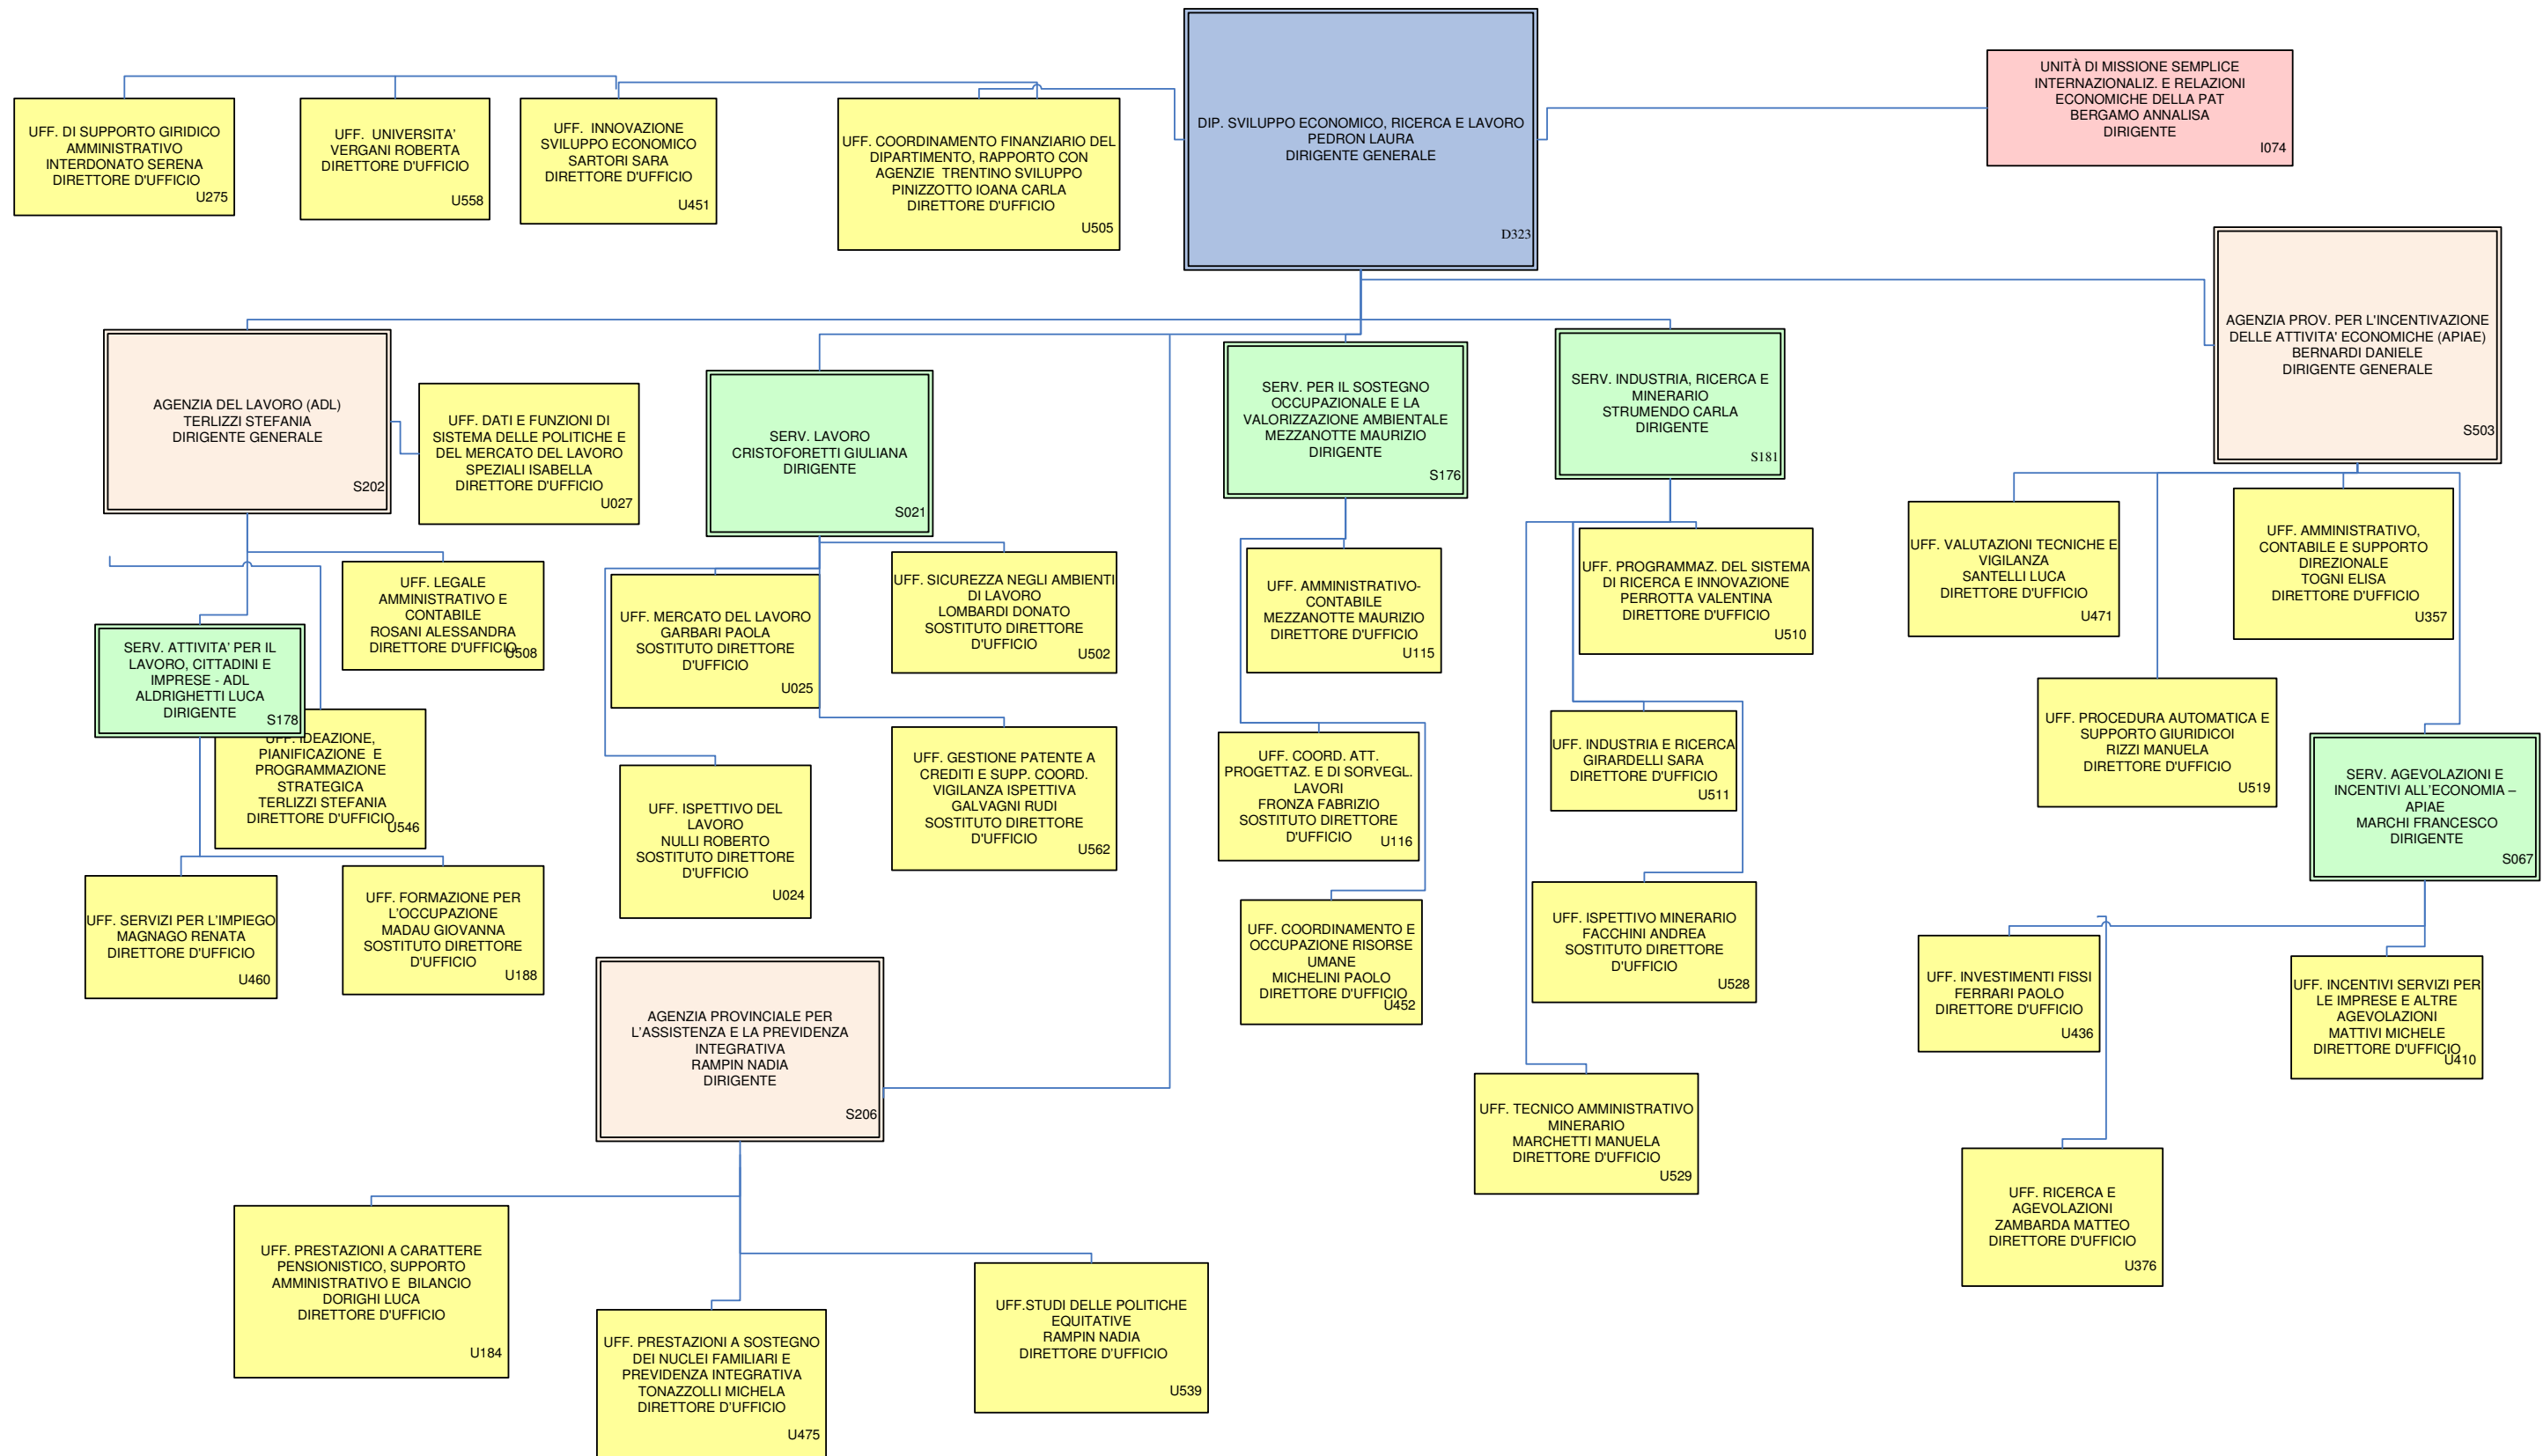 DIP. SVILUPPO ECONOMICO, RICERCA E LAVORO
PEDRON LAURA
DIRIGENTE GENERALE
D323
UNITÀ DI MISSIONE SEMPLICE
INTERNAZIONALIZ. E RELAZIONI
ECONOMICHE DELLA PAT
BERGAMO ANNALISA
DIRIGENTE
I074
UFF. DI SUPPORTO GIRIDICO
AMMINISTRATIVO
INTERDONATO SERENA
DIRETTORE D'UFFICIO
U275
UFF. UNIVERSITA'
VERGANI ROBERTA
DIRETTORE D'UFFICIO
U558
UFF. INNOVAZIONE
SVILUPPO ECONOMICO
SARTORI SARA
DIRETTORE D'UFFICIO
U451
UFF. COORDINAMENTO FINANZIARIO DEL
DIPARTIMENTO, RAPPORTO CON
AGENZIE TRENTINO SVILUPPO
PINIZZOTTO IOANA CARLA
DIRETTORE D'UFFICIO
U505
AGENZIA DEL LAVORO (ADL)
TERLIZZI STEFANIA
DIRIGENTE GENERALE
S202
UFF. DATI E FUNZIONI DI
SISTEMA DELLE POLITICHE E
DEL MERCATO DEL LAVORO
SPEZIALI ISABELLA
DIRETTORE D'UFFICIO
U027
SERV. LAVORO
CRISTOFORETTI GIULIANA
DIRIGENTE
S021
SERV. PER IL SOSTEGNO
OCCUPAZIONALE E LA
VALORIZZAZIONE AMBIENTALE
MEZZANOTTE MAURIZIO
DIRIGENTE
S176
SERV. INDUSTRIA, RICERCA E
MINERARIO
STRUMENDO CARLA
DIRIGENTE
S181
AGENZIA PROV. PER L'INCENTIVAZIONE
DELLE ATTIVITA' ECONOMICHE (APIAE)
BERNARDI DANIELE
DIRIGENTE GENERALE
S503
UFF. LEGALE
AMMINISTRATIVO E
CONTABILE
ROSANI ALESSANDRA
DIRETTORE D'UFFICIO
U508
SERV. ATTIVITA' PER IL
LAVORO, CITTADINI E
IMPRESE - ADL
ALDRIGHETTI LUCA
DIRIGENTE
S178
UFF. IDEAZIONE,
PIANIFICAZIONE E
PROGRAMMAZIONE
STRATEGICA
TERLIZZI STEFANIA
DIRETTORE D'UFFICIO
U546
UFF. SERVIZI PER L'IMPIEGO
MAGNAGO RENATA
DIRETTORE D'UFFICIO
U460
UFF. FORMAZIONE PER
L'OCCUPAZIONE
MADAU GIOVANNA
SOSTITUTO DIRETTORE
D'UFFICIO
U188
UFF. MERCATO DEL LAVORO
GARBARI PAOLA
SOSTITUTO DIRETTORE
D'UFFICIO
U025
UFF. SICUREZZA NEGLI AMBIENTI
DI LAVORO
LOMBARDI DONATO
SOSTITUTO DIRETTORE
D'UFFICIO
U502
UFF. ISPETTIVO DEL
LAVORO
NULLI ROBERTO
SOSTITUTO DIRETTORE
D'UFFICIO
U024
UFF. GESTIONE PATENTE A
CREDITI E SUPP. COORD.
VIGILANZA ISPETTIVA
GALVAGNI RUDI
SOSTITUTO DIRETTORE
D'UFFICIO
U562
UFF. AMMINISTRATIVO-
CONTABILE
MEZZANOTTE MAURIZIO
DIRETTORE D'UFFICIO
U115
UFF. COORD. ATT.
PROGETTAZ. E DI SORVEGL.
LAVORI
FRONZA FABRIZIO
SOSTITUTO DIRETTORE
D'UFFICIO
U116
UFF. COORDINAMENTO E
OCCUPAZIONE RISORSE
UMANE
MICHELINI PAOLO
DIRETTORE D'UFFICIO
U452
UFF. PROGRAMMAZ. DEL SISTEMA
DI RICERCA E INNOVAZIONE
PERROTTA VALENTINA
DIRETTORE D'UFFICIO
U510
UFF. INDUSTRIA E RICERCA
GIRARDELLI SARA
DIRETTORE D'UFFICIO
U511
UFF. ISPETTIVO MINERARIO
FACCHINI ANDREA
SOSTITUTO DIRETTORE
D'UFFICIO
U528
UFF. TECNICO AMMINISTRATIVO
MINERARIO
MARCHETTI MANUELA
DIRETTORE D'UFFICIO
U529
UFF. VALUTAZIONI TECNICHE E
VIGILANZA
SANTELLI LUCA
DIRETTORE D'UFFICIO
U471
UFF. AMMINISTRATIVO,
CONTABILE E SUPPORTO
DIREZIONALE
TOGNI ELISA
DIRETTORE D'UFFICIO
U357
UFF. PROCEDURA AUTOMATICA E
SUPPORTO GIURIDICOI
RIZZI MANUELA
DIRETTORE D'UFFICIO
U519
SERV. AGEVOLAZIONI E
INCENTIVI ALL'ECONOMIA –
APIAE
MARCHI FRANCESCO
DIRIGENTE
S067
UFF. INVESTIMENTI FISSI
FERRARI PAOLO
DIRETTORE D'UFFICIO
U436
UFF. INCENTIVI SERVIZI PER
LE IMPRESE E ALTRE
AGEVOLAZIONI
MATTIVI MICHELE
DIRETTORE D'UFFICIO
U410
UFF. RICERCA E
AGEVOLAZIONI
ZAMBARDA MATTEO
DIRETTORE D'UFFICIO
U376
AGENZIA PROVINCIALE PER
L'ASSISTENZA E LA PREVIDENZA
INTEGRATIVA
RAMPIN NADIA
DIRIGENTE
S206
UFF. PRESTAZIONI A CARATTERE
PENSIONISTICO, SUPPORTO
AMMINISTRATIVO E BILANCIO
DORIGHI LUCA
DIRETTORE D'UFFICIO
U184
UFF. PRESTAZIONI A SOSTEGNO
DEI NUCLEI FAMILIARI E
PREVIDENZA INTEGRATIVA
TONAZZOLLI MICHELA
DIRETTORE D'UFFICIO
U475
UFF.STUDI DELLE POLITICHE
EQUITATIVE
RAMPIN NADIA
DIRETTORE D'UFFICIO
U539